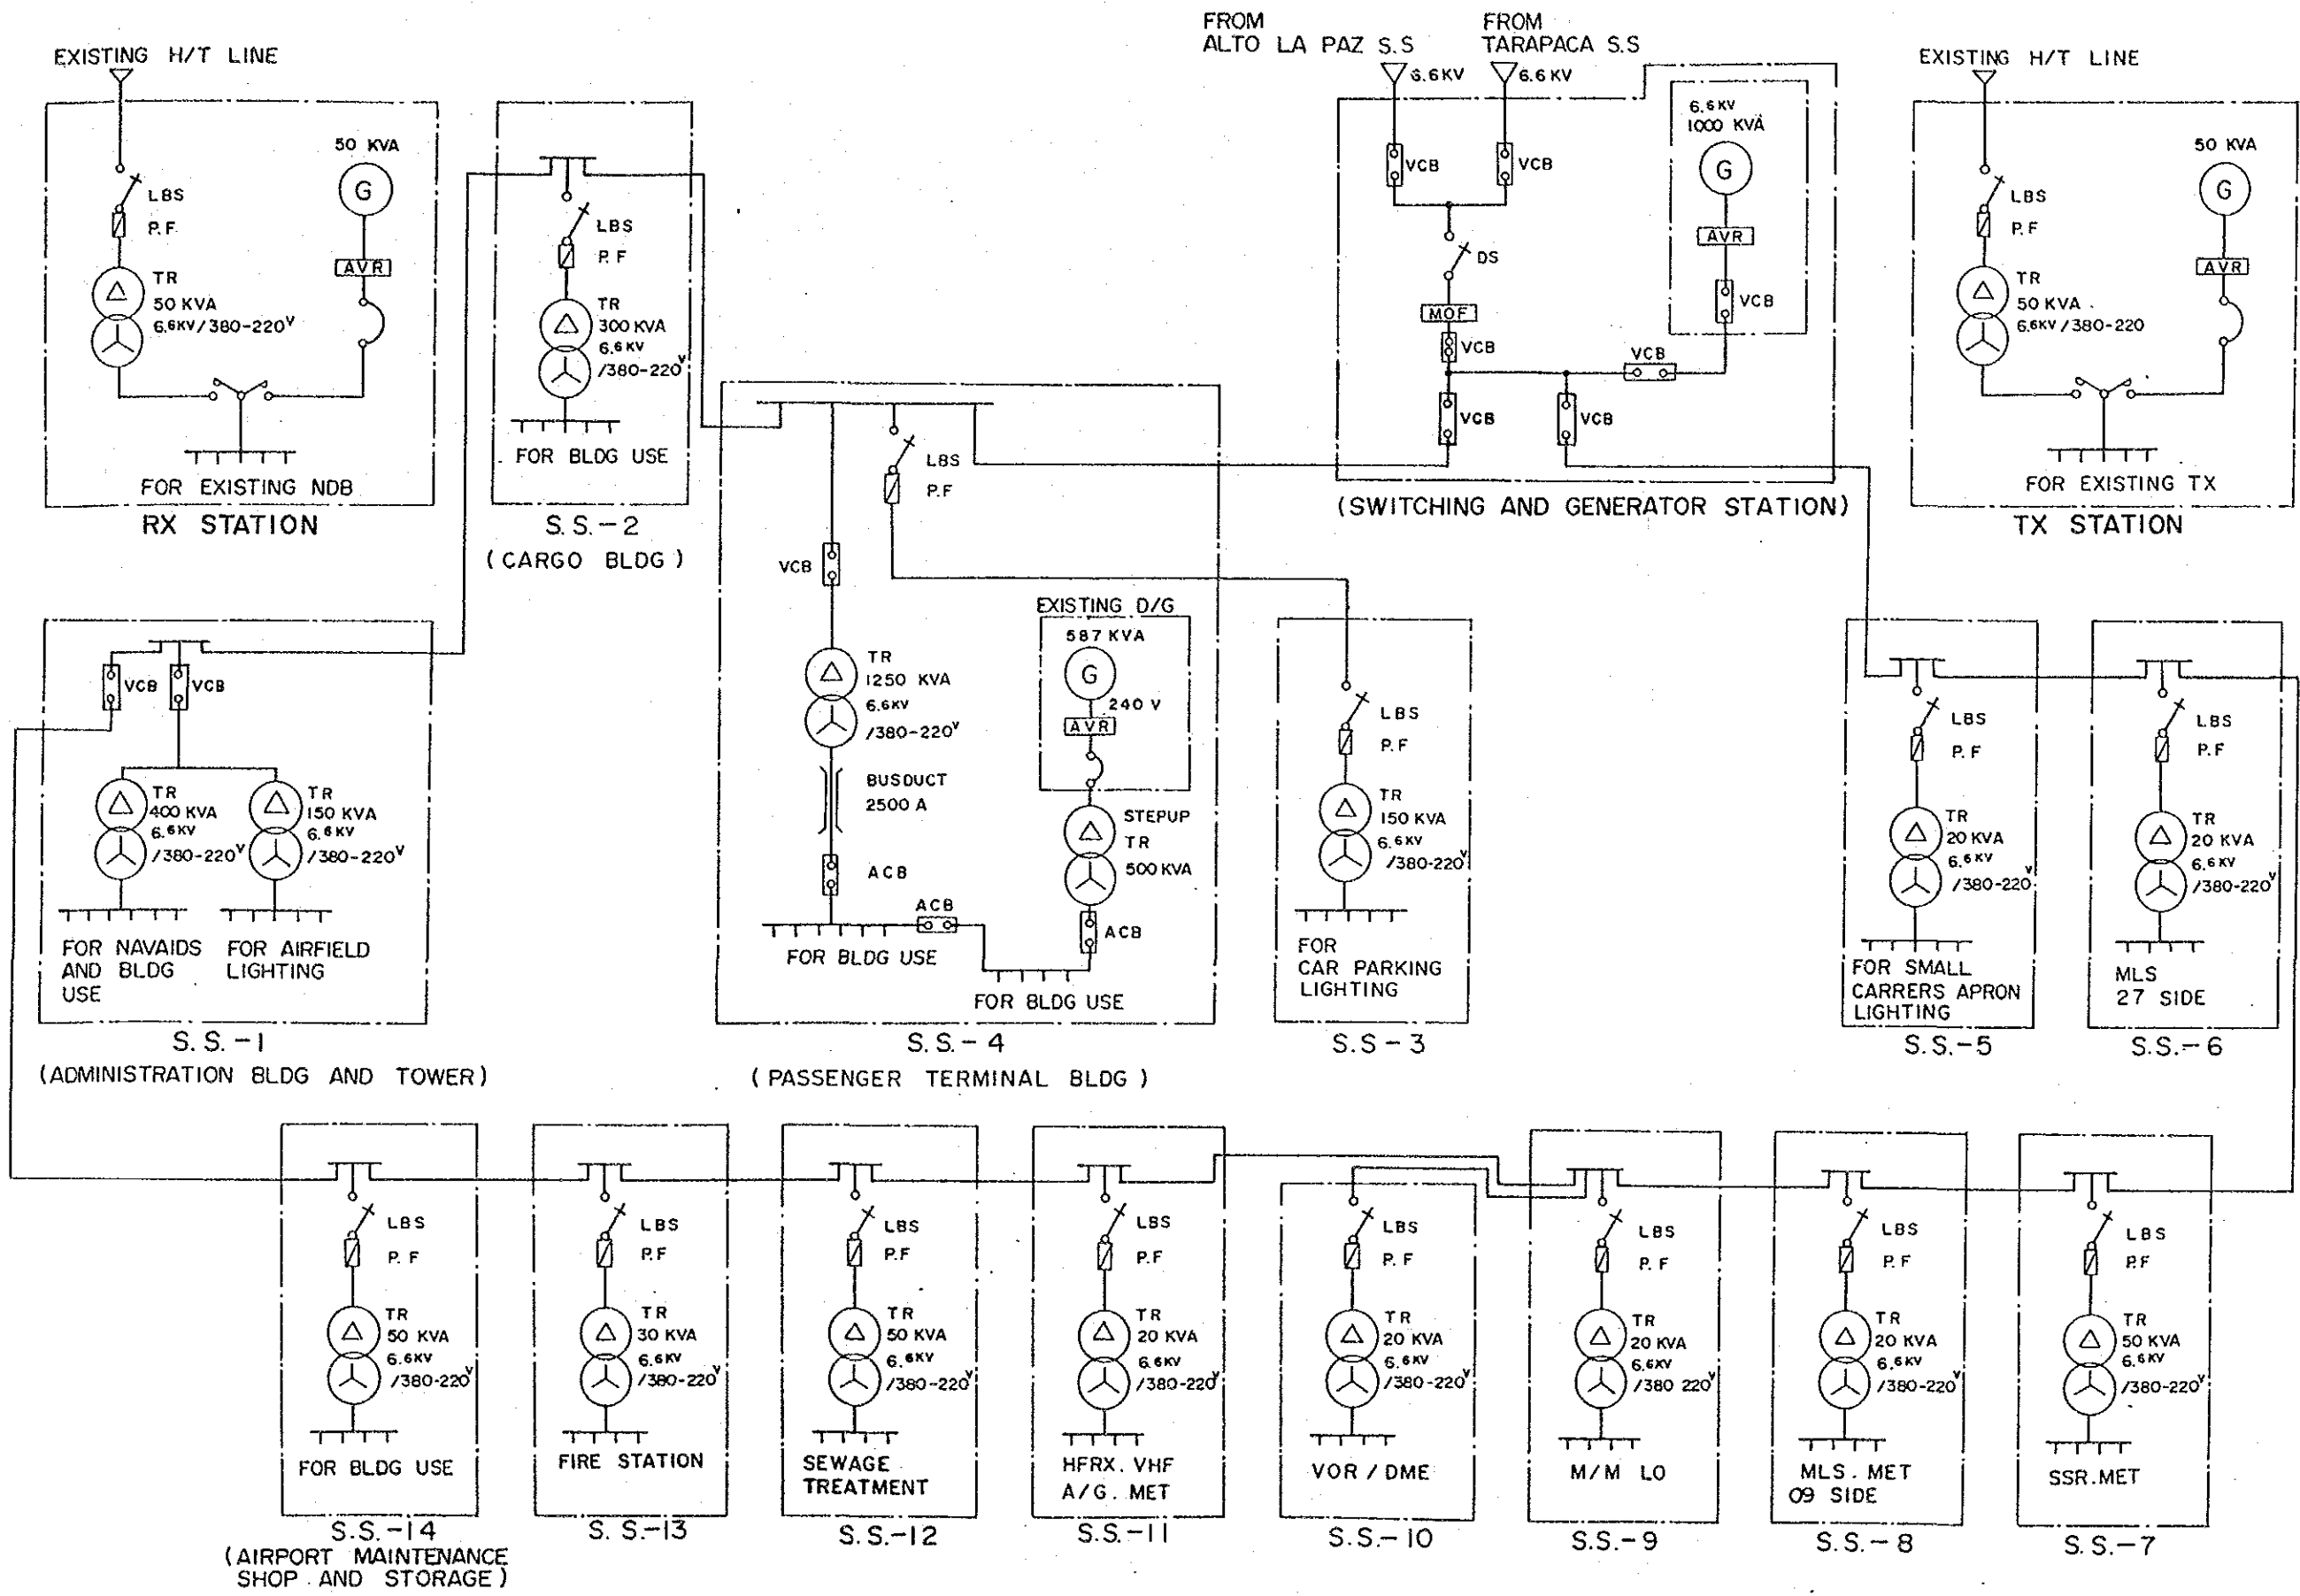 EXISTING H/T LINE
50 KVA
G
LBS
P.F
AVR
TR
50 KVA
6.6KV/380-220V
FOR EXISTING NDB
RX STATION
LBS
P.F
TR
300 KVA
6.6KV
/380-220V
FOR BLDG USE
S.S.-2
(CARGO BLDG)
FROM
ALTO LA PAZ S.S
FROM
TARAPACA S.S
6.6KV
6.6KV
VCB
VCB
6.6KV
1000 KVA
G
AVR
VCB
DS
MOF
VCB
VCB
VCB
VCB
(SWITCHING AND GENERATOR STATION)
EXISTING H/T LINE
50 KVA
G
LBS
P.F
AVR
TR
50 KVA
6.6KV/380-220
FOR EXISTING TX
TX STATION
VCB
VCB
TR
400 KVA
6.6KV
/380-220V
TR
150 KVA
6.6KV
/380-220V
FOR NAVAIDS
AND BLDG
USE
FOR AIRFIELD
LIGHTING
S.S.-1
(ADMINISTRATION BLDG AND TOWER)
LBS
P.F
VCB
TR
1250 KVA
6.6KV
/380-220V
BUSDUCT
2500 A
ACB
ACB
FOR BLDG USE
EXISTING D/G
587 KVA
G
240 V
AVR
STEPUP
TR
500 KVA
ACB
FOR BLDG USE
S.S.-4
(PASSENGER TERMINAL BLDG)
LBS
P.F
TR
150 KVA
6.6KV
/380-220V
FOR
CAR PARKING
LIGHTING
S.S-3
LBS
P.F
TR
20 KVA
6.6KV
/380-220V
FOR SMALL
CARRERS APRON
LIGHTING
S.S.-5
LBS
P.F
TR
20 KVA
6.6KV
/380-220V
MLS
27 SIDE
S.S.-6
LBS
P.F
TR
50 KVA
6.6KV
/380-220V
FOR BLDG USE
S.S.-14
(AIRPORT MAINTENANCE
SHOP AND STORAGE)
LBS
P.F
TR
30 KVA
6.6KV
/380-220V
FIRE STATION
S.S.-13
LBS
P.F
TR
50 KVA
6.6KV
/380-220V
SEWAGE
TREATMENT
S.S.-12
LBS
P.F
TR
20 KVA
6.6KV
/380-220V
HFRX. VHF
A/G. MET
S.S.-11
LBS
P.F
TR
20 KVA
6.6KV
/380-220V
VOR / DME
S.S.-10
LBS
P.F
TR
20 KVA
6.6KV
/380 220V
M/M LO
S.S.-9
LBS
P.F
TR
20 KVA
6.6KV
/380-220V
MLS. MET
09 SIDE
S.S.-8
LBS
P.F
TR
50 KVA
6.6KV
/380-220V
SSR.MET
S.S.-7